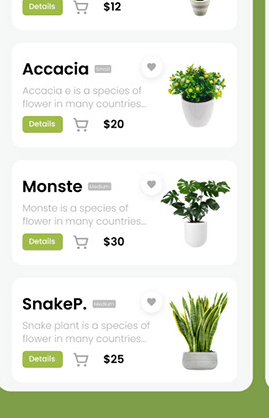 Details $12
Accacia Small
Accacia e is a species of
flower in many countries...
Details $20
Monste Medium
Monste is a species of
flower in many countries...
Details $30
SnakeP. Medium
Snake plant is a species of
flower in many countries...
Details $25